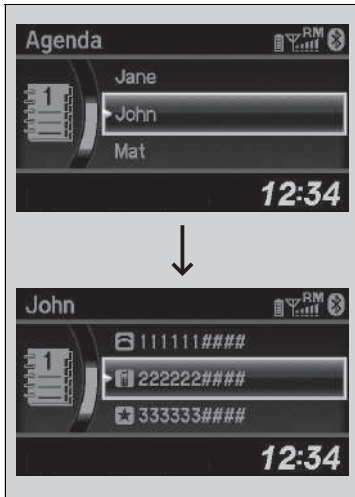 Agenda RM
Jane
John
Mat
12:34
John RM
111111####
222222####
333333####
12:34